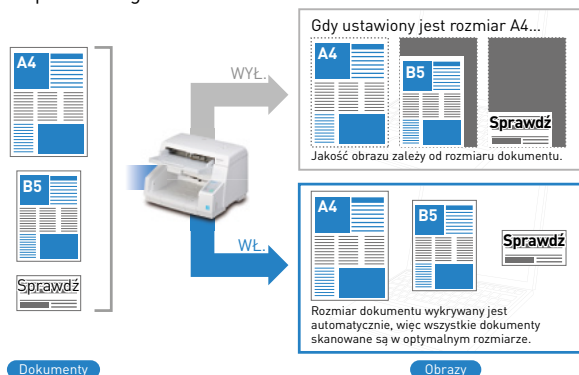 Gdy ustawiony jest rozmiar A4...
A4
WYŁ.
A4
B5
Sprawdź
Jakość obrazu zależy od rozmiaru dokumentu.
B5
Sprawdź
WŁ.
A4
B5
Sprawdź
Rozmiar dokumentu wykrywany jest
automatycznie, więc wszystkie dokumenty
skanowane są w optymalnym rozmiarze.
Dokumenty
Obrazy